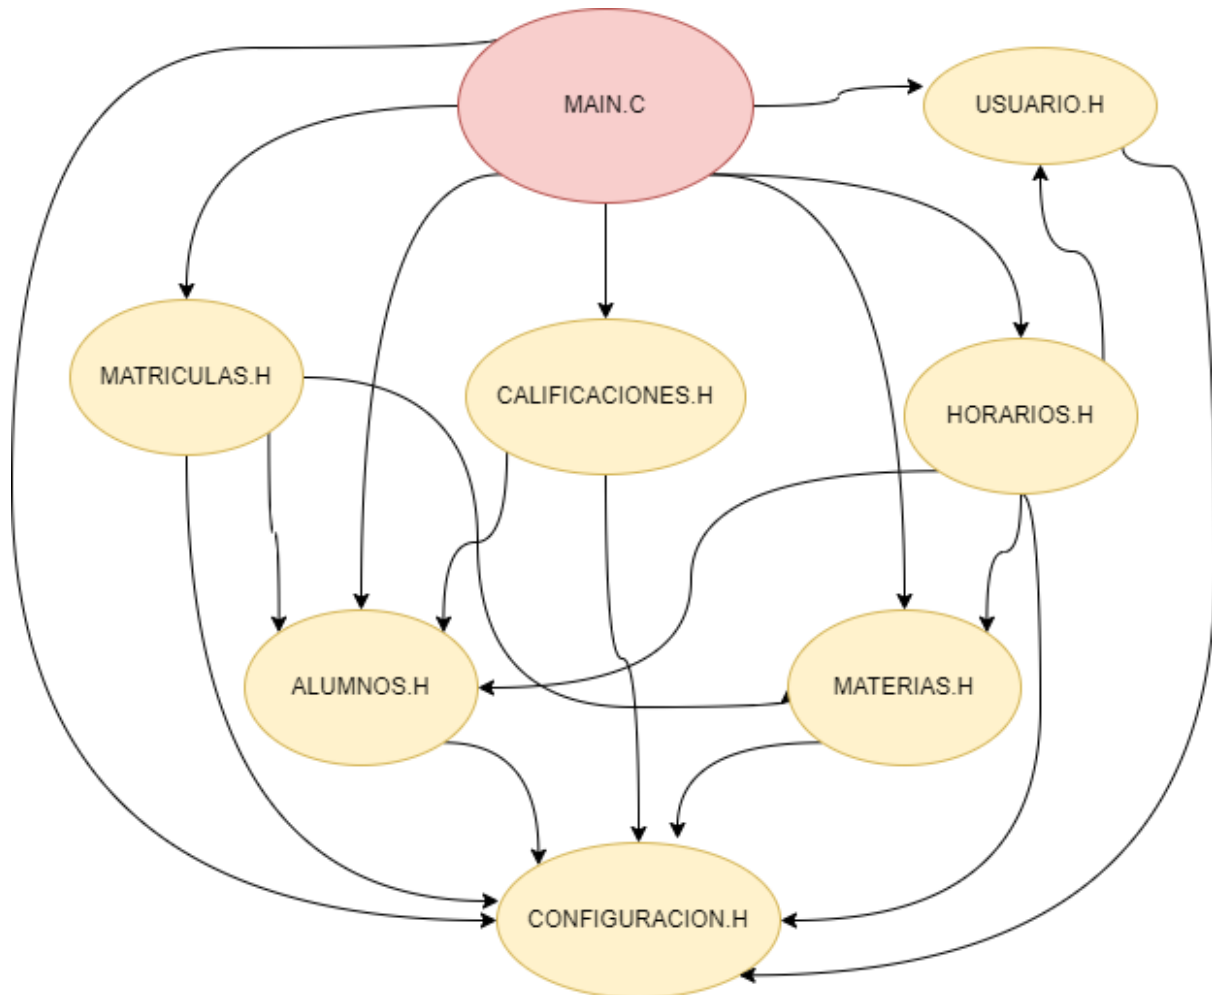 MAIN.C
USUARIO.H
MATRICULAS.H
CALIFICACIONES.H
HORARIOS.H
ALUMNOS.H
MATERIAS.H
CONFIGURACION.H